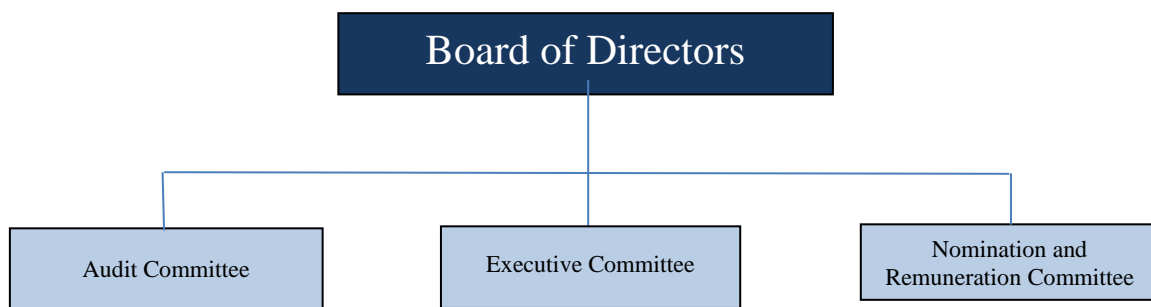 Board of Directors
Audit Committee
Executive Committee
Nomination and
Remuneration Committee